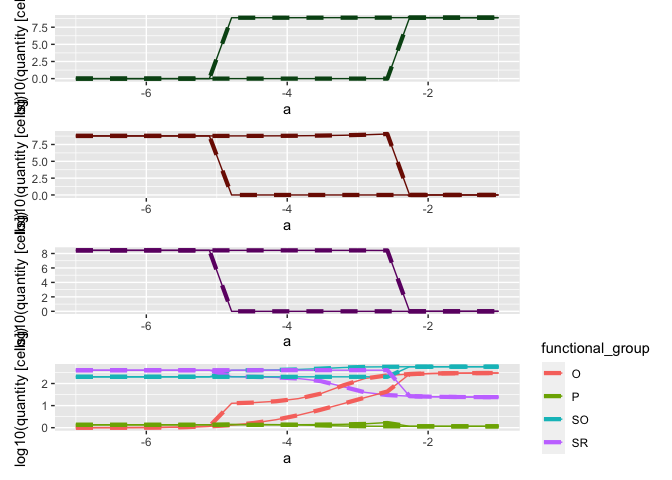 log10(quantity [cells])
7.5
5.0
2.5
0.0
-6 -4 -2
a
log10(quantity [cells])
7.5
5.0
2.5
0.0
-6 -4 -2
a
log10(quantity [cells])
8
6
4
2
0
-6 -4 -2
a
log10(quantity [cells])
2
1
0
-6 -4 -2
a
functional_group
O
P
SO
SR